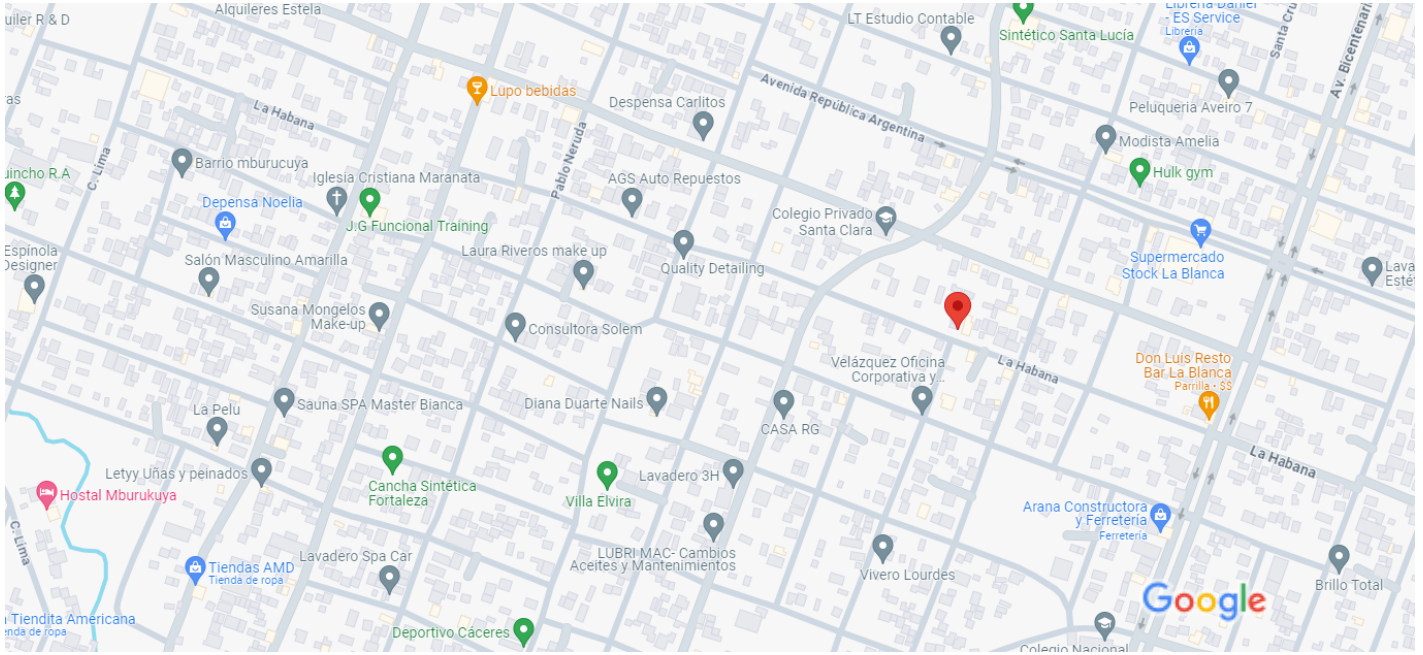 uiler R & D
Alquileres Estela
LT Estudio Contable
Librería Daniel
- ES Service
Librería
Sintético Santa Lucía
Santa Cru
Av. Bicentenari
Lupo bebidas
Avenida República Argentina
ras
La Habana
Despensa Carlitos
Peluqueria Aveiro 7
Modista Amelia
C. Lima
Barrio mburucuya
Pablo Neruda
uincho R.A
Iglesia Cristiana Maranata
AGS Auto Repuestos
Hulk gym
Depensa Noelia
J.G Funcional Training
Colegio Privado
Santa Clara
Espínola
Designer
Salón Masculino Amarilla
Laura Riveros make up
Quality Detailing
Supermercado
Stock La Blanca
Lava
Esté
Susana Mongelos
Make-up
Consultora Solem
Velázquez Oficina
Corporativa y...
La Habana
Don Luis Resto
Bar La Blanca
Parrilla • $$
La Pelu
Sauna SPA Master Bianca
Diana Duarte Nails
CASA RG
Letyy Uñas y peinados
Lavadero 3H
La Habana
Hostal Mburukuya
Cancha Sintética
Fortaleza
Villa Elvira
Arana Constructora
y Ferretería
Ferretería
C. Lima
Lavadero Spa Car
LUBRI MAC- Cambios
Aceites y Mantenimientos
Tiendas AMD
Tienda de ropa
Vivero Lourdes
Brillo Total
Google
Tiendita Americana
enda de ropa
Deportivo Cáceres
Colegio Nacional